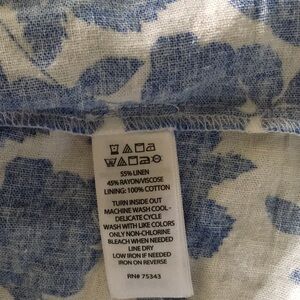 55% LINEN
45% RAYON/VISCOSE
LINING: 100% COTTON
TURN INSIDE OUT
MACHINE WASH COOL -
DELICATE CYCLE
WASH WITH LIKE COLORS
ONLY NON-CHLORINE
BLEACH WHEN NEEDED
LINE DRY
LOW IRON IF NEEDED
IRON ON REVERSE
RN# 75343